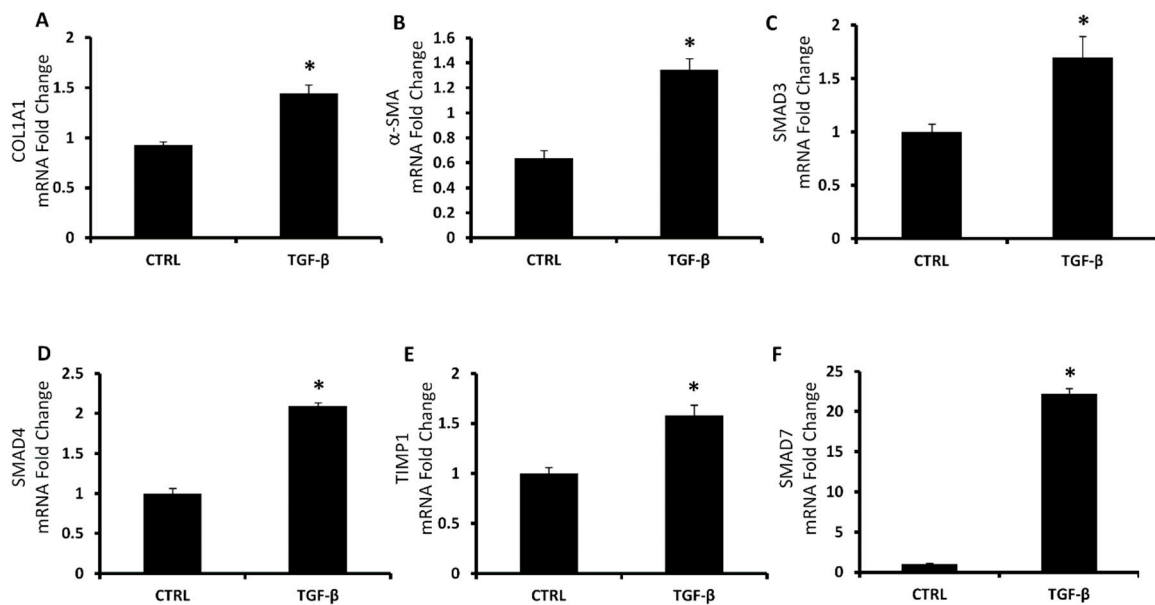 A
COL1A1
mRNA Fold Change
2
1.5
1
0.5
0
*
CTRL
TGF-β
B
α-SMA
mRNA Fold Change
1.6
1.4
1.2
1
0.8
0.6
0.4
0.2
0
*
CTRL
TGF-β
C
SMAD3
mRNA Fold Change
2
1.5
1
0.5
0
*
CTRL
TGF-β
D
SMAD4
mRNA Fold Change
2.5
2
1.5
1
0.5
0
*
CTRL
TGF-β
E
TIMP1
mRNA Fold Change
2
1.5
1
0.5
0
*
CTRL
TGF-β
F
SMAD7
mRNA Fold Change
25
20
15
10
5
0
*
CTRL
TGF-β